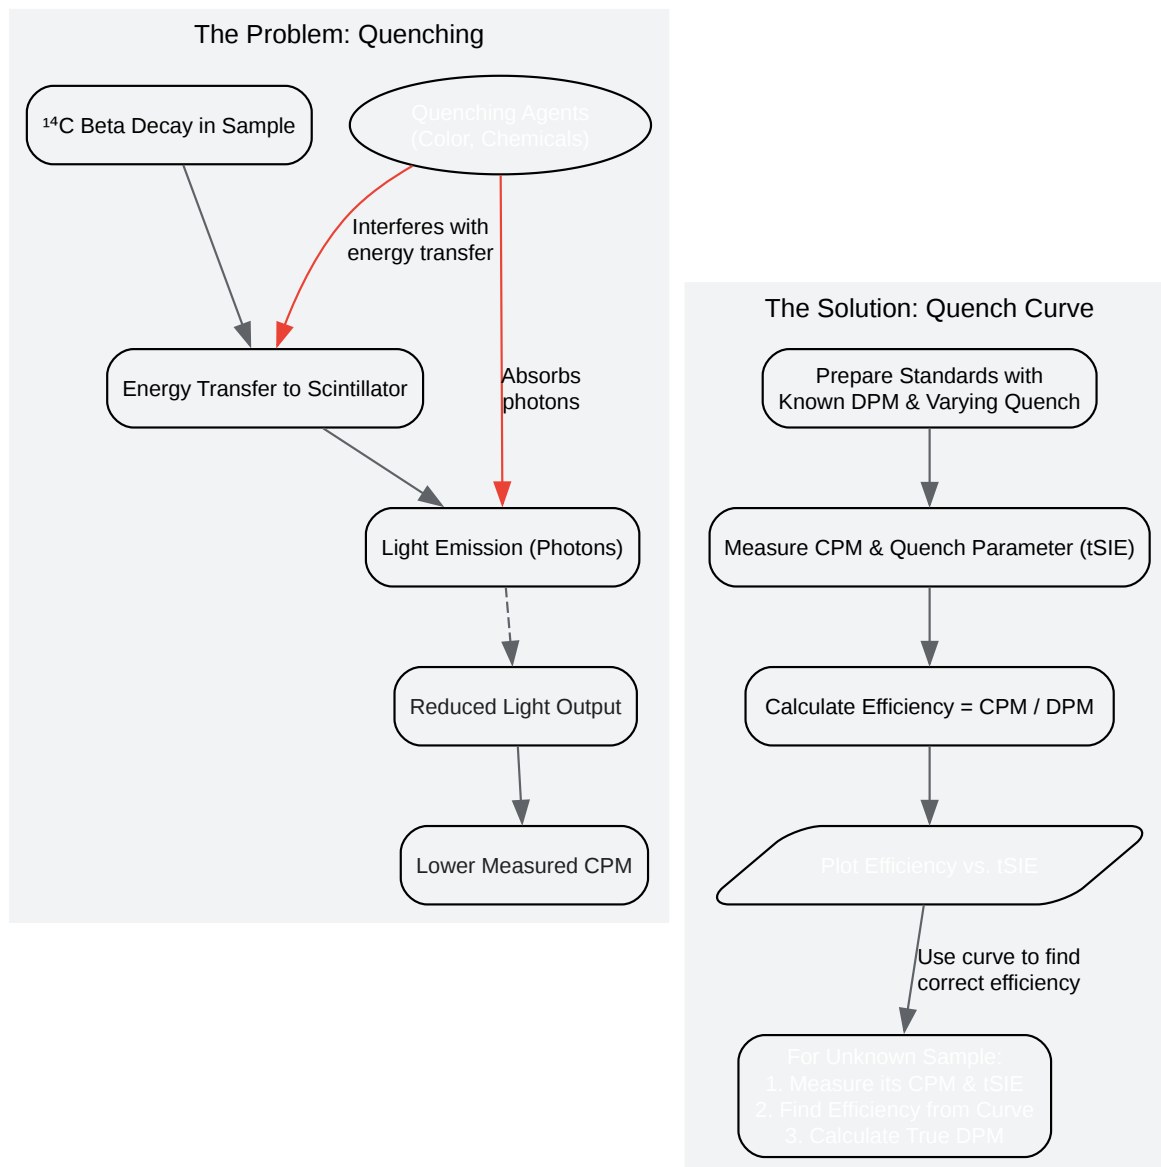 The Problem: Quenching
¹⁴C Beta Decay in Sample
Quenching Agents
(Color, Chemicals)
Interferes with
energy transfer
Energy Transfer to Scintillator
Absorbs
photons
Light Emission (Photons)
Reduced Light Output
Lower Measured CPM
The Solution: Quench Curve
Prepare Standards with
Known DPM & Varying Quench
Measure CPM & Quench Parameter (tSIE)
Calculate Efficiency = CPM / DPM
Plot Efficiency vs. tSIE
Use curve to find
correct efficiency
For Unknown Sample:
1. Measure its CPM & tSIE
2. Find Efficiency from Curve
3. Calculate True DPM